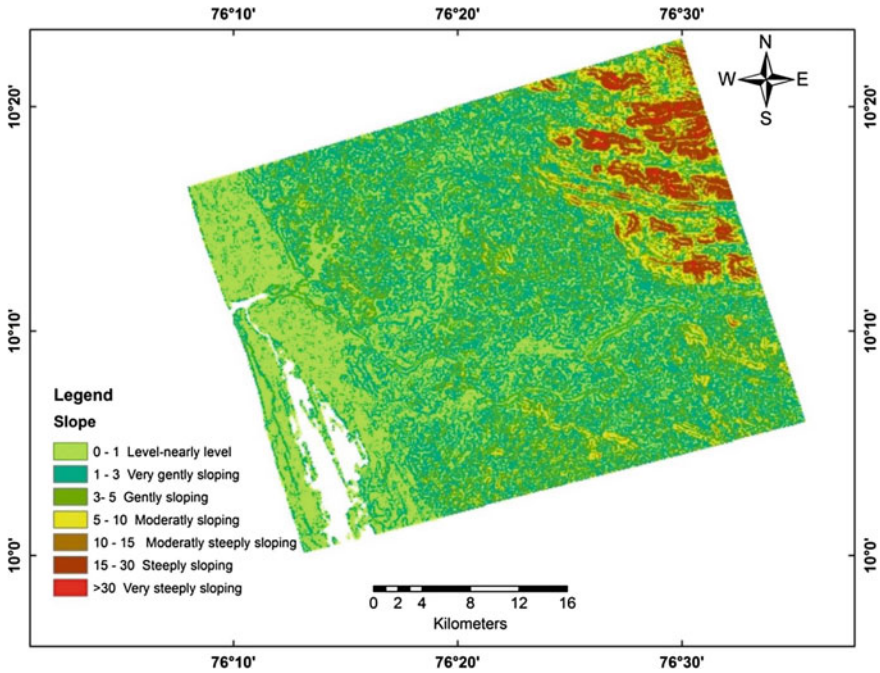 76°10' 76°20' 76°30'
N
W E
S
10°20' 10°20'
10°10' 10°10'
Legend
Slope
0 - 1 Level-nearly level
1 - 3 Very gently sloping
3- 5 Gently sloping
5 - 10 Moderatly sloping
10 - 15 Moderatly steeply sloping
15 - 30 Steeply sloping
>30 Very steeply sloping
10°0' 10°0'
0 2 4 8 12 16
Kilometers
76°10' 76°20' 76°30'